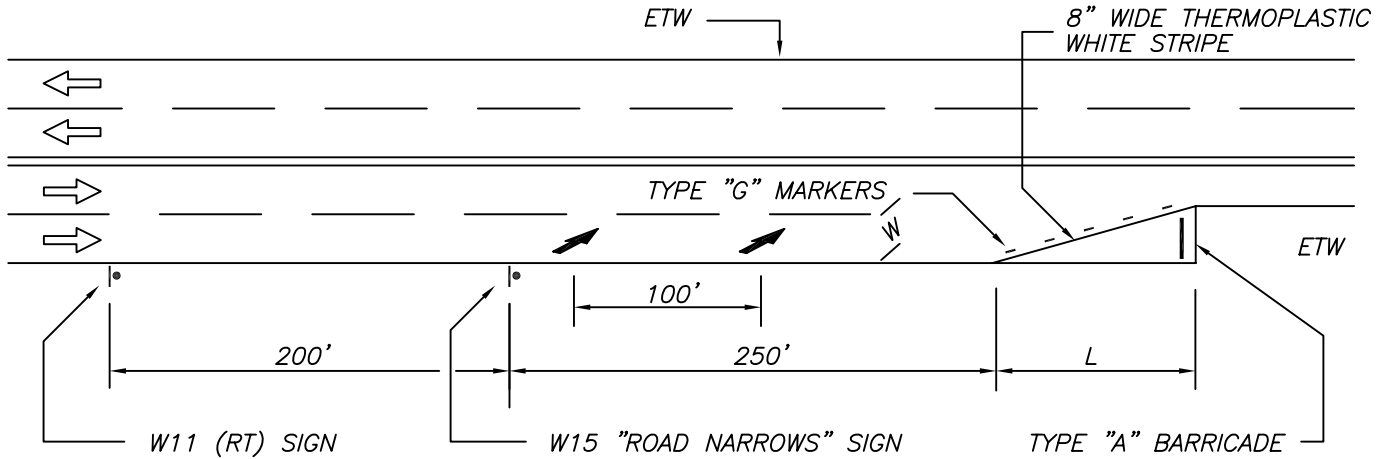 ETW
8" WIDE THERMOPLASTIC
WHITE STRIPE
TYPE "G" MARKERS
W
ETW
100'
200'
250'
L
W11 (RT) SIGN
W15 "ROAD NARROWS" SIGN
TYPE "A" BARRICADE